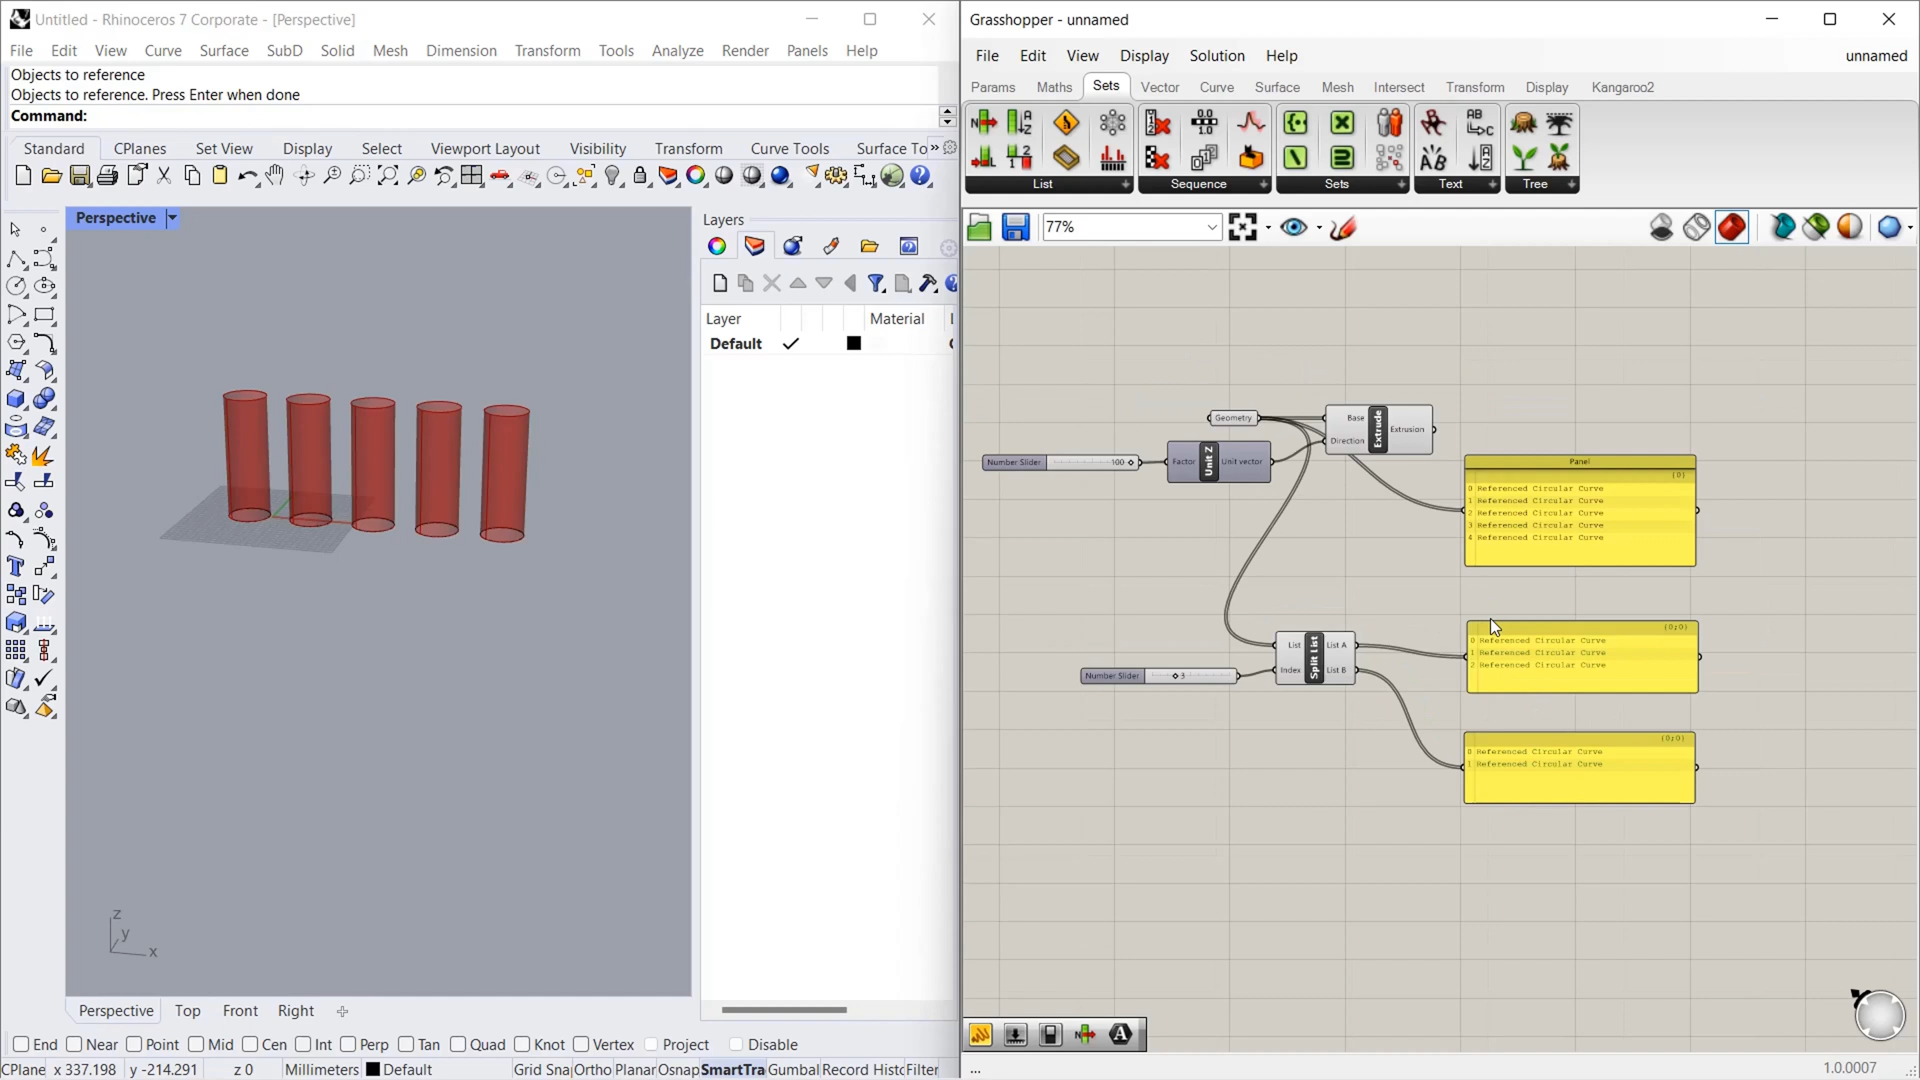 Untitled - Rhinoceros 7 Corporate - [Perspective]
File Edit View Curve Surface SubD Solid Mesh Dimension Transform Tools Analyze Render Panels Help
Objects to reference
Objects to reference. Press Enter when done
Command:
Standard CPlanes Set View Display Select Viewport Layout Visibility Transform Curve Tools Surface To »
Perspective
Layers
Layer Material
Default
z
y
x
Perspective Top Front Right
End Near Point Mid Cen Int Perp Tan Quad Knot Vertex Project Disable
CPlane x 337.198 y -214.291 z 0 Millimeters Default Grid Sna Ortho Planar Osnap SmartTra Gumbal Record Histo Filter
Grasshopper - unnamed
File Edit View Display Solution Help unnamed
Params Maths Sets Vector Curve Surface Mesh Intersect Transform Display Kangaroo2
List Sequence Sets Text Tree
77%
Geometry
Base Direction Extrude Extrusion
Number Slider 100
Factor Unit Z Unit vector
Panel
{0}
0 Referenced Circular Curve
1 Referenced Circular Curve
2 Referenced Circular Curve
3 Referenced Circular Curve
4 Referenced Circular Curve
Number Slider 3
List Index Split List List A List B
{0;0}
0 Referenced Circular Curve
1 Referenced Circular Curve
2 Referenced Circular Curve
{0;0}
0 Referenced Circular Curve
1 Referenced Circular Curve
...
1.0.0007